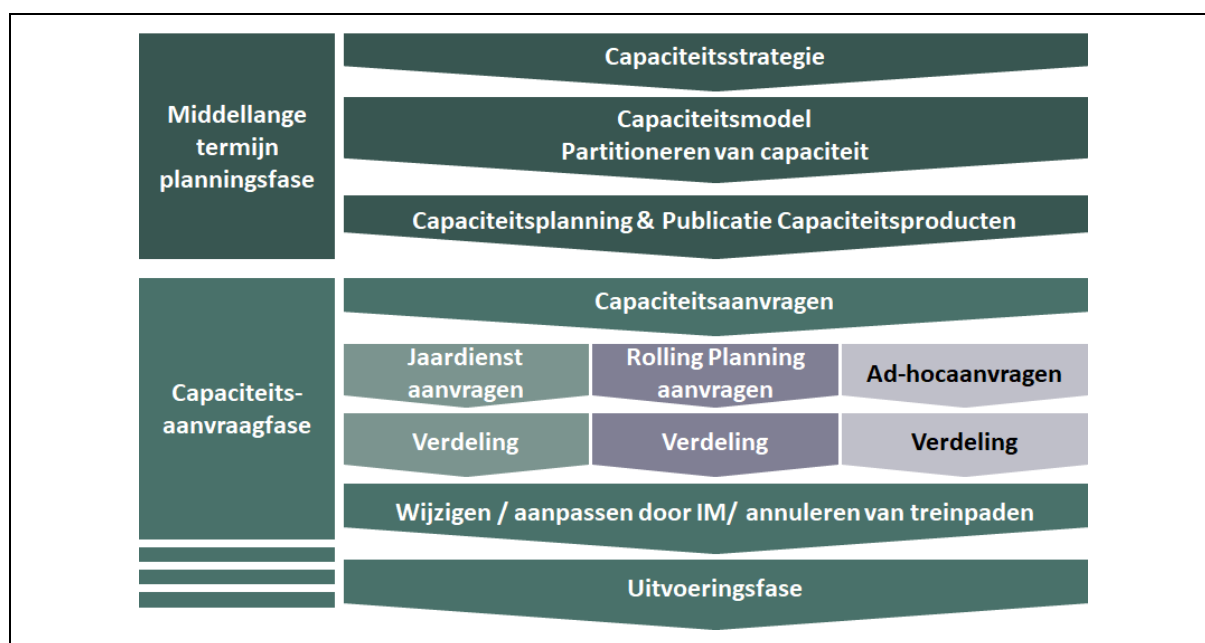 Middellange
termijn
planningsfase
Capaciteitsstrategie
Capaciteitsmodel
Partitioneren van capaciteit
Capaciteitsplanning & Publicatie Capaciteitsproducten
Capaciteits-
aanvraagfase
Capaciteitsaanvragen
Jaardienst
aanvragen
Rolling Planning
aanvragen
Ad-hocaanvragen
Verdeling
Verdeling
Verdeling
Wijzigen / aanpassen door IM/ annuleren van treinpaden
Uitvoeringsfase